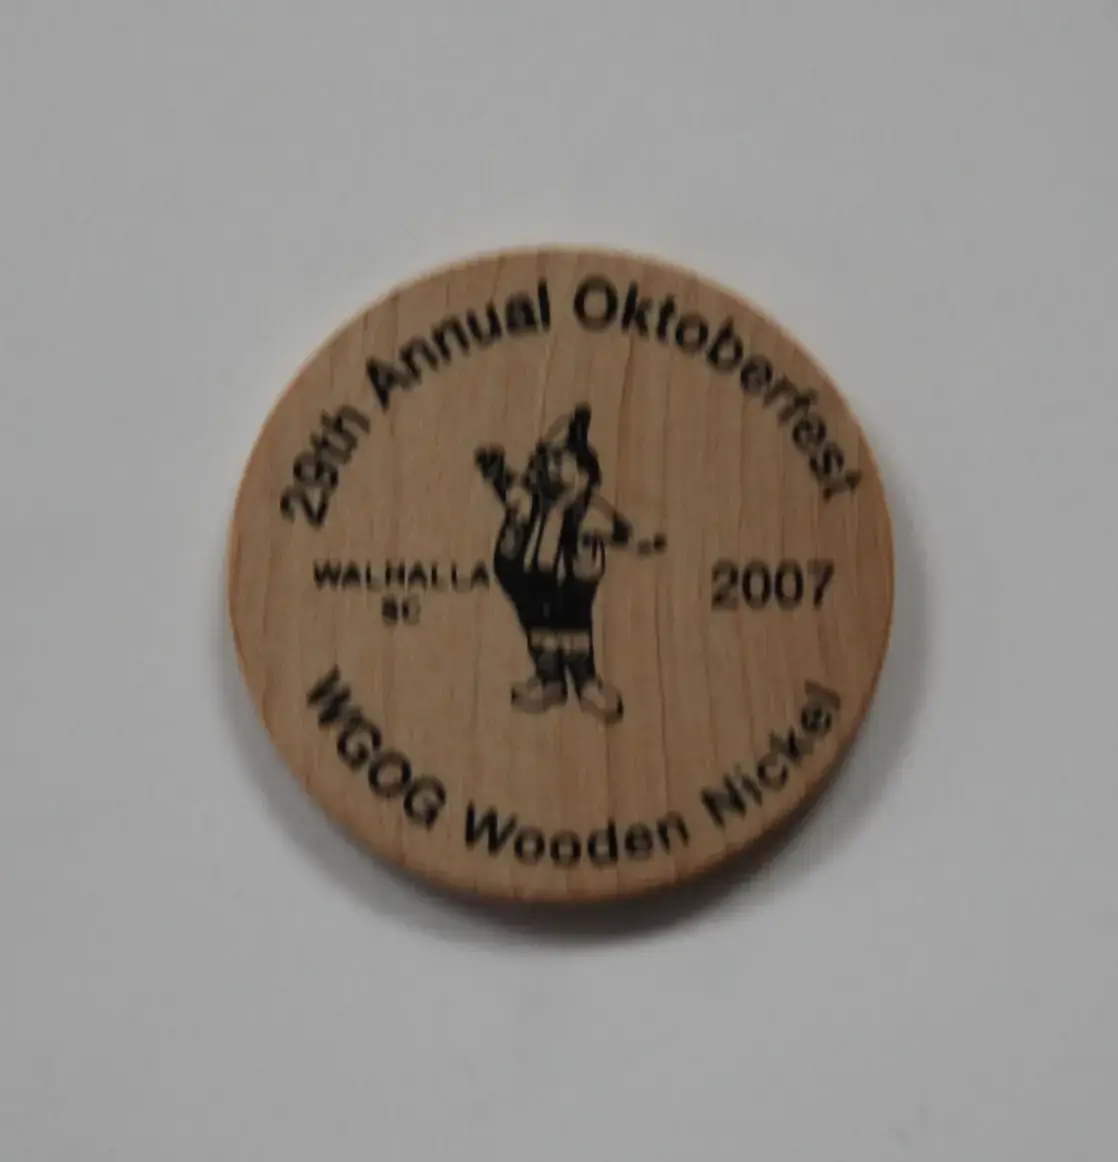 29th Annual Oktoberfest
WALHALLA
SC
2007
WGOG Wooden Nickel